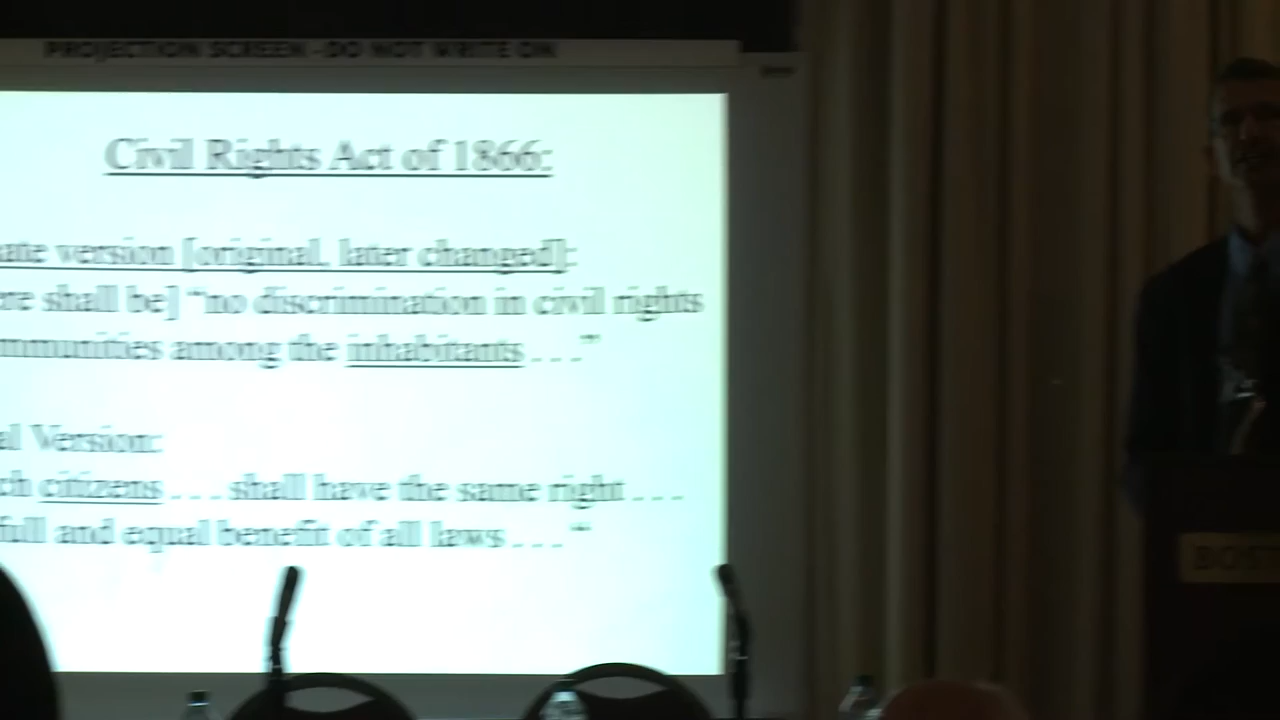 PROJECTION SCREEN -DO NOT WRITE ON
Civil Rights Act of 1866:
ate version [original, later changed]:
ere shall be] “no discrimination in civil rights
mmunities among the inhabitants . . .”
al Version:
ch citizens . . . shall have the same right . . .
full and equal benefit of all laws . . . “
BOST